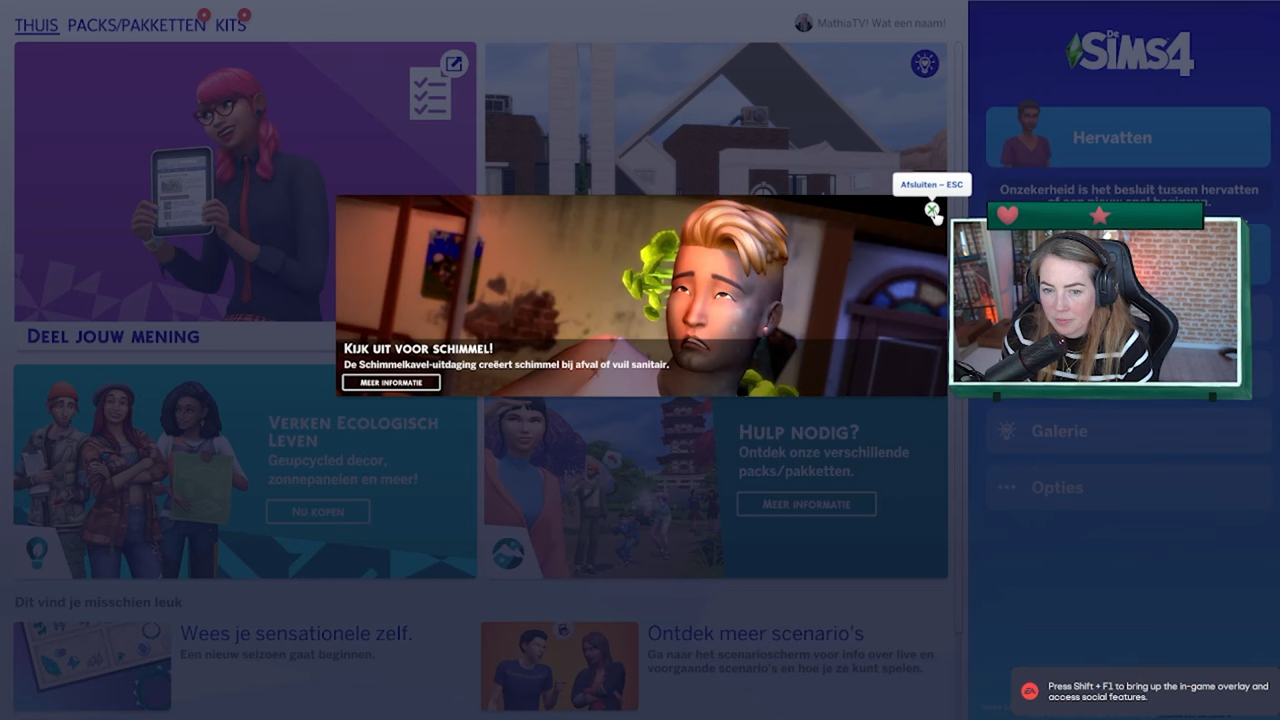 THUIS PACKS/PAKKETTEN KITS
MathiaTV! Wat een naam!
De
SiMS4
Hervatten
Onzekerheid is het besluit tussen hervatten
of een nieuw spel beginnen.
Afsluiten – ESC
DEEL JOUW MENING
KIJK UIT VOOR SCHIMMEL!
De Schimmelkavel-uitdaging creëert schimmel bij afval of vuil sanitair.
MEER INFORMATIE
VERKEN ECOLOGISCH
LEVEN
Geupcycled decor,
zonnepanelen en meer!
NU KOPEN
HULP NODIG?
Ontdek onze verschillende
packs/pakketten.
MEER INFORMATIE
Galerie
Opties
Dit vind je misschien leuk
Wees je sensationele zelf.
Een nieuw seizoen gaat beginnen.
Ontdek meer scenario's
Ga naar het scenarioscherm voor info over live en
voorgaande scenario's en hoe je ze kunt spelen.
EA
Press Shift + F1 to bring up the in-game overlay and
access social features.